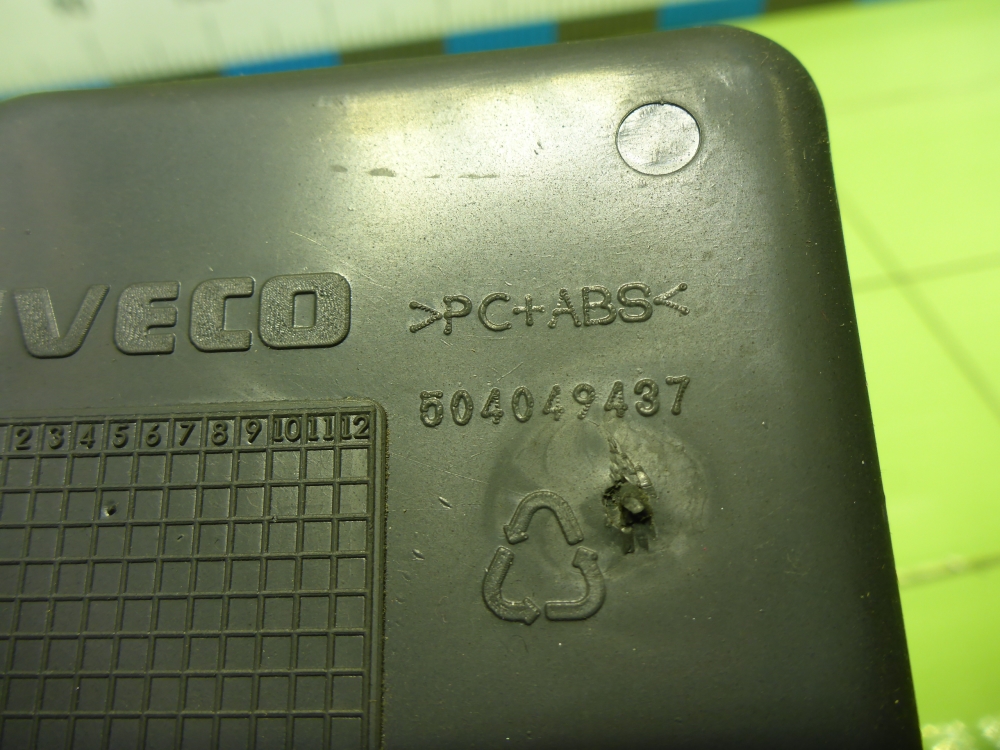 IVECO
>PC+ABS<
504049437
2 3 4 5 6 7 8 9 10 11 12